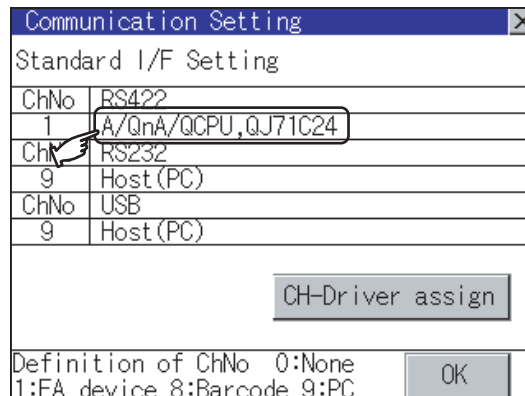 Communication Setting
Standard I/F Setting
ChNo RS422
1 A/QnA/QCPU,QJ71C24
RS232
9 Host(PC)
ChNo USB
9 Host(PC)
CH-Driver assign
Definition of ChNo 0:None
1:FA device 8:Barcode 9:PC
OK